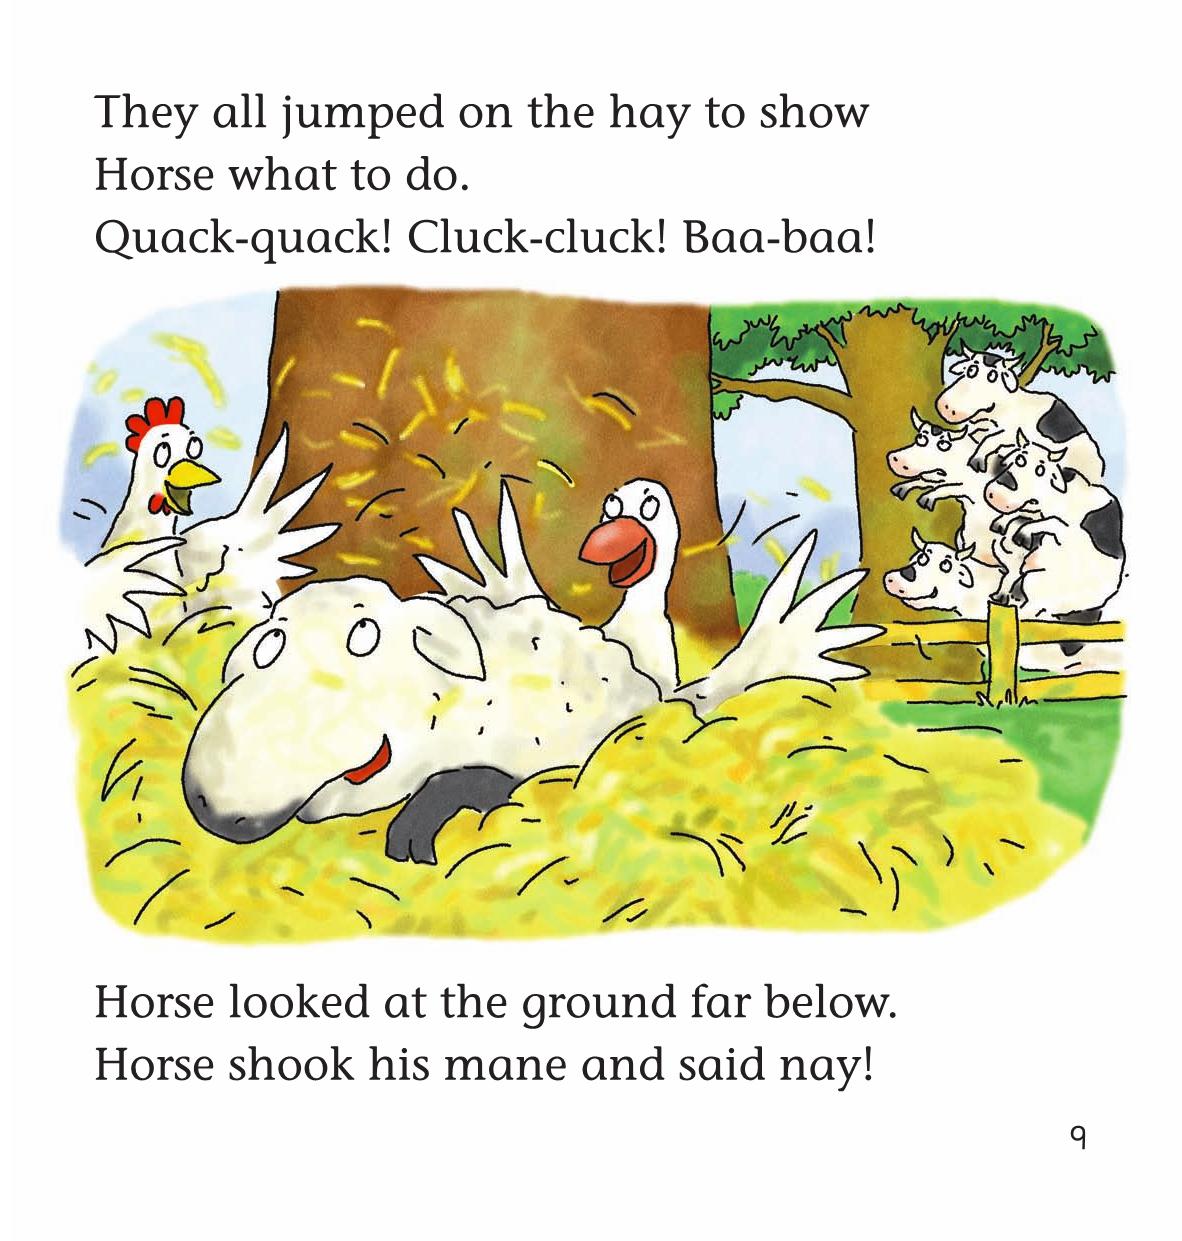 They all jumped on the hay to show
Horse what to do.
Quack-quack! Cluck-cluck! Baa-baa!
Horse looked at the ground far below.
Horse shook his mane and said nay!
9